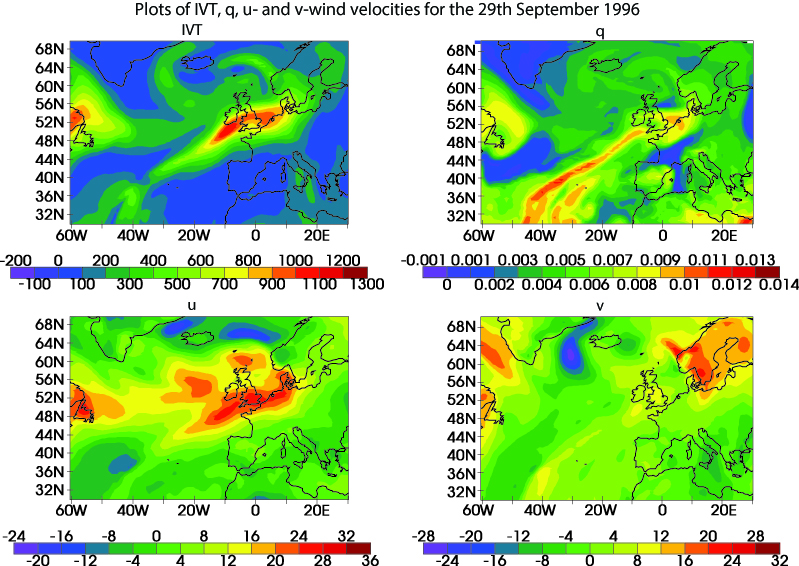 Plots of IVT, q, u- and v-wind velocities for the 29th September 1996
IVT
68N
64N
60N
56N
52N
48N
44N
40N
36N
32N
60W 40W 20W 0 20E
-200 0 200 400 600 800 1000 1200
-100 100 300 500 700 900 1100 1300
q
68N
64N
60N
56N
52N
48N
44N
40N
36N
32N
60W 40W 20W 0 20E
-0.001 0.001 0.003 0.005 0.007 0.009 0.011 0.013
0 0.002 0.004 0.006 0.008 0.01 0.012 0.014
u
68N
64N
60N
56N
52N
48N
44N
40N
36N
32N
60W 40W 20W 0 20E
-24 -16 -8 0 8 16 24 32
-20 -12 -4 4 12 20 28 36
v
68N
64N
60N
56N
52N
48N
44N
40N
36N
32N
60W 40W 20W 0 20E
-28 -20 -12 -4 4 12 20 28
-24 -16 -8 0 8 16 24 32